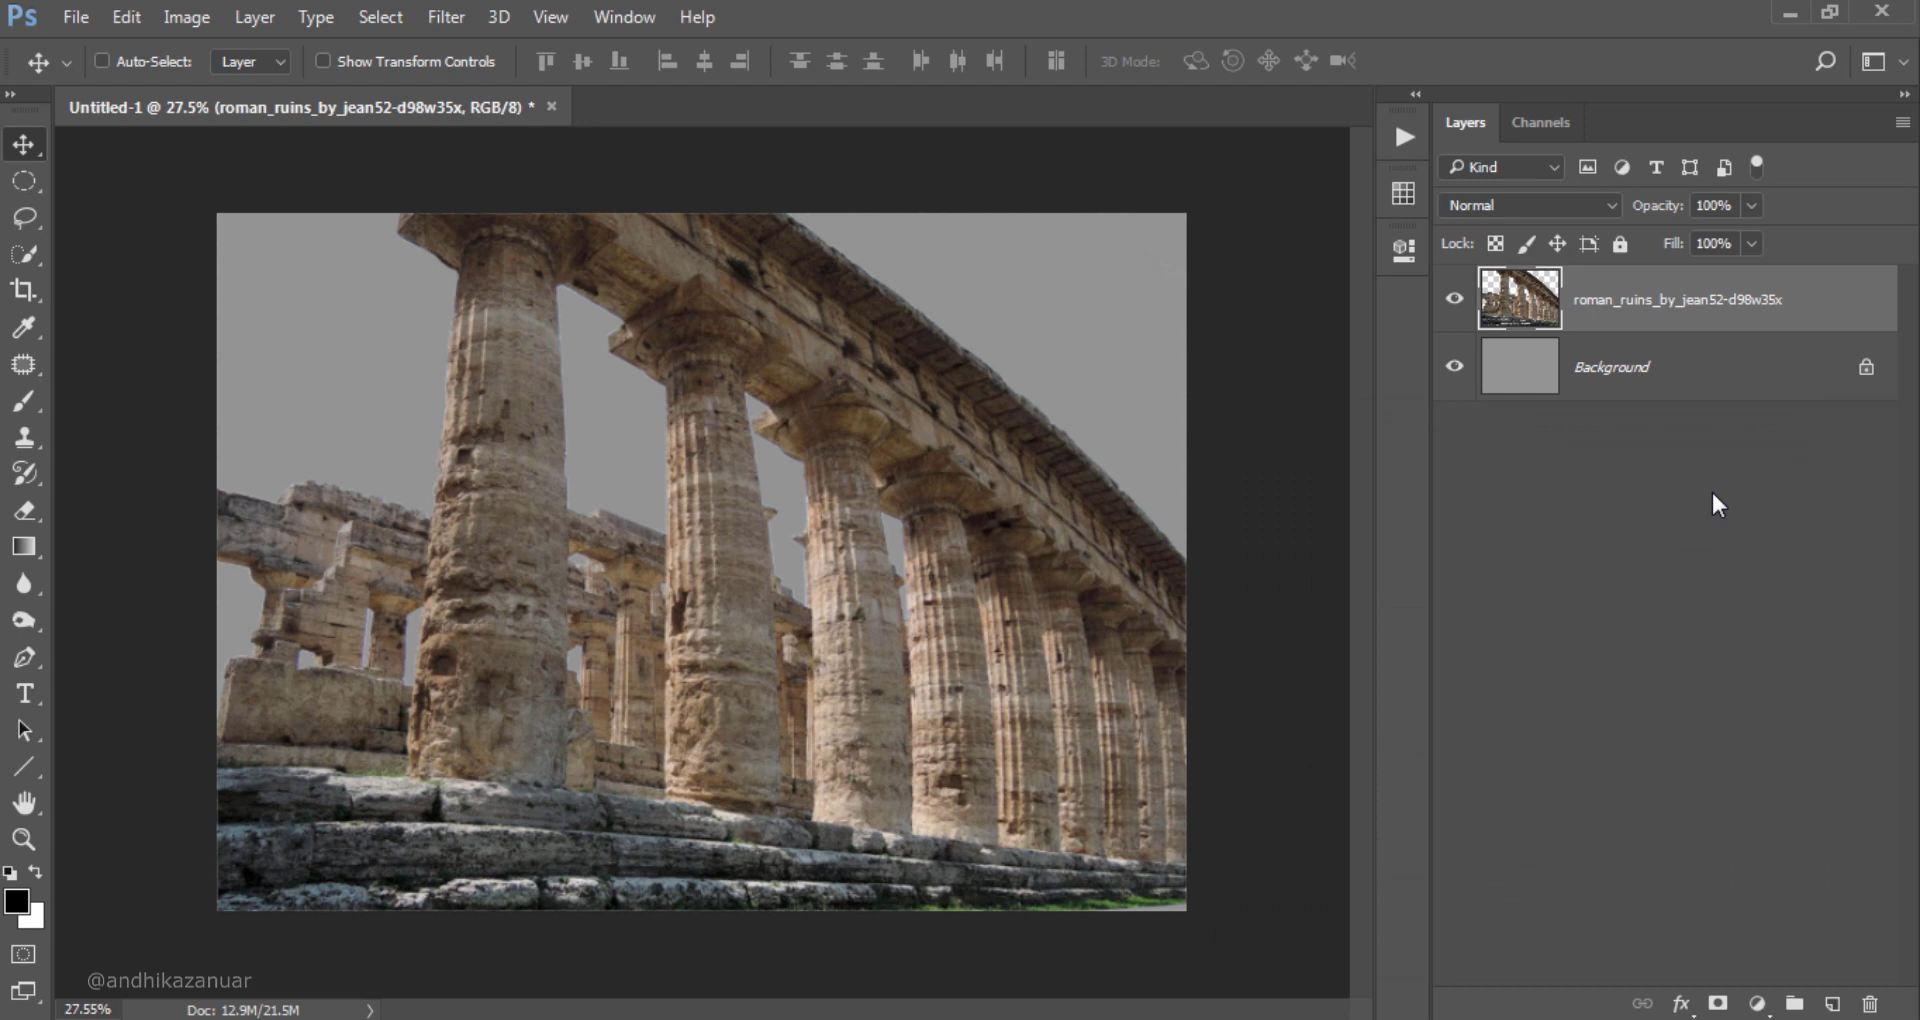 Ps File Edit Image Layer Type Select Filter 3D View Window Help
Auto-Select: Layer Show Transform Controls 3D Mode:
Untitled-1 @ 27.5% (roman_ruins_by_jean52-d98w35x, RGB/8) * ×
Layers Channels
Kind
Normal Opacity: 100%
Lock: Fill: 100%
roman_ruins_by_jean52-d98w35x
Background
@andhikazanuar
27.55% Doc: 12.9M/21.5M
fx